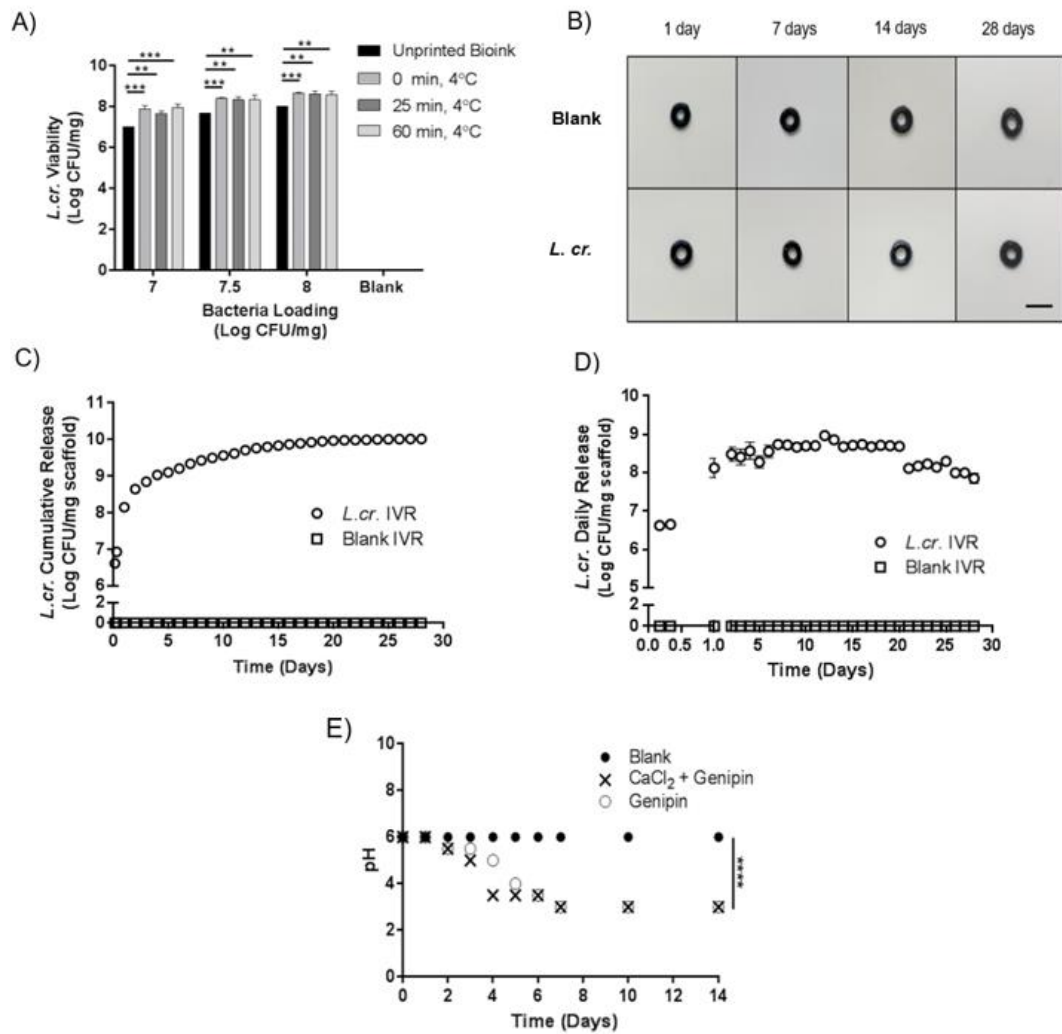 A)
*** ** ***
*** ** **
*** ** **
Unprinted Bioink
0 min, 4°C
25 min, 4°C
60 min, 4°C
10
8
6
4
2
0
L.cr. Viability
(Log CFU/mg)
7 7.5 8 Blank
Bacteria Loading
(Log CFU/mg)
B)
1 day 7 days 14 days 28 days
Blank
L. cr.
C)
11
10
9
8
7
6
2
0
L.cr. Cumulative Release
(Log CFU/mg scaffold)
L.cr. IVR
Blank IVR
0 5 10 15 20 25 30
Time (Days)
D)
10
9
8
7
6
5
2
0
L.cr. Daily Release
(Log CFU/mg scaffold)
L.cr. IVR
Blank IVR
0.0 0.5 1.0 5 10 15 20 25 30
Time (Days)
E)
10
8
6
4
2
0
pH
Blank
CaCl₂ + Genipin
Genipin
****
0 2 4 6 8 10 12 14
Time (Days)